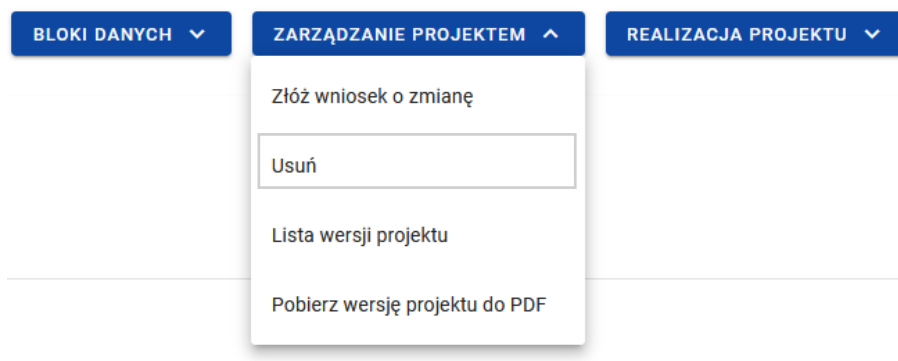 BLOKI DANYCH
ZARZĄDZANIE PROJEKTEM
REALIZACJA PROJEKTU
Złóż wniosek o zmianę
Usuń
Lista wersji projektu
Pobierz wersję projektu do PDF